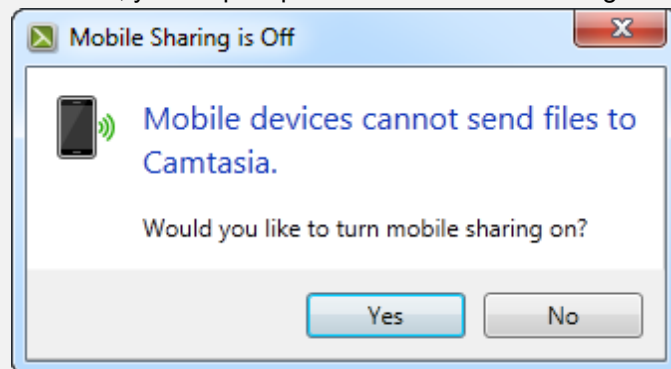 Mobile Sharing is Off
Mobile devices cannot send files to
Camtasia.
Would you like to turn mobile sharing on?
Yes No